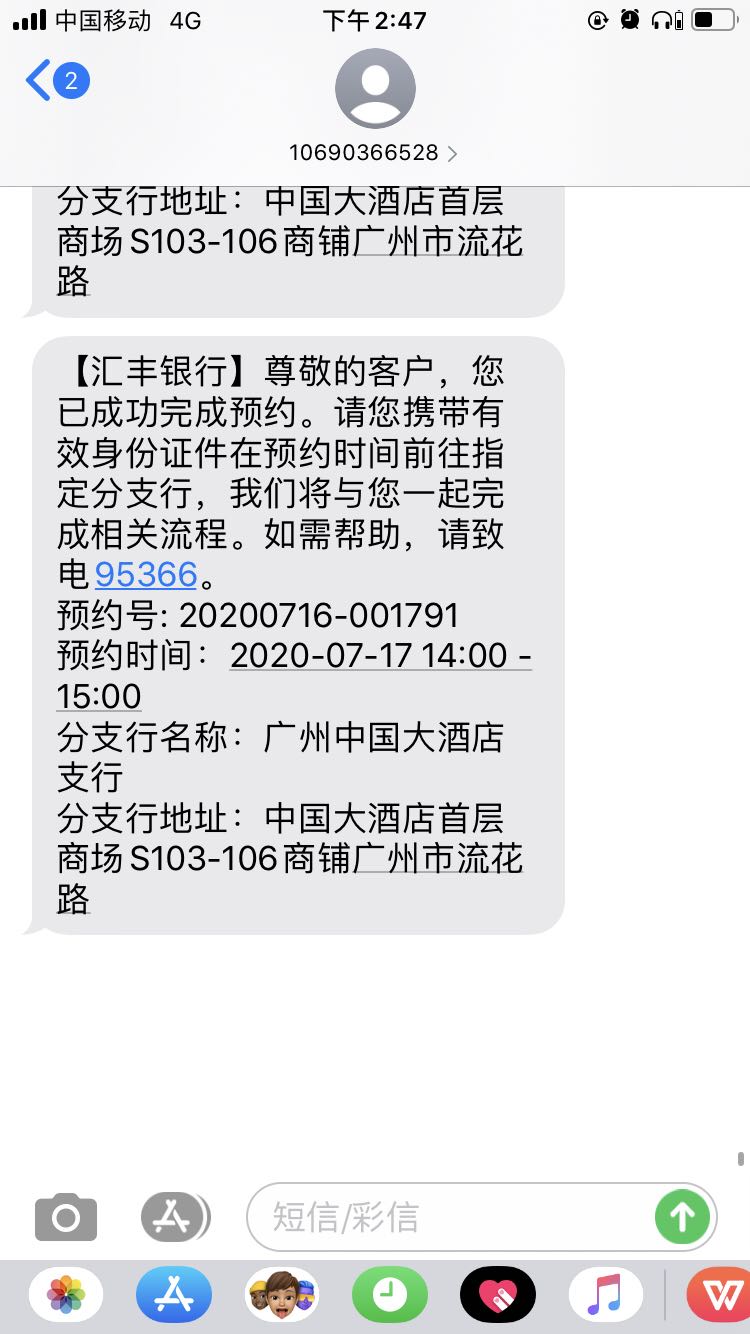 中国移动 4G 下午2:47
2
10690366528
分支行地址：中国大酒店首层
商场S103-106商铺广州市流花
路
【汇丰银行】尊敬的客户，您
已成功完成预约。请您携带有
效身份证件在预约时间前往指
定分支行，我们将与您一起完
成相关流程。如需帮助，请致
电95366。
预约号: 20200716-001791
预约时间：2020-07-17 14:00 -
15:00
分支行名称：广州中国大酒店
支行
分支行地址：中国大酒店首层
商场S103-106商铺广州市流花
路
短信/彩信